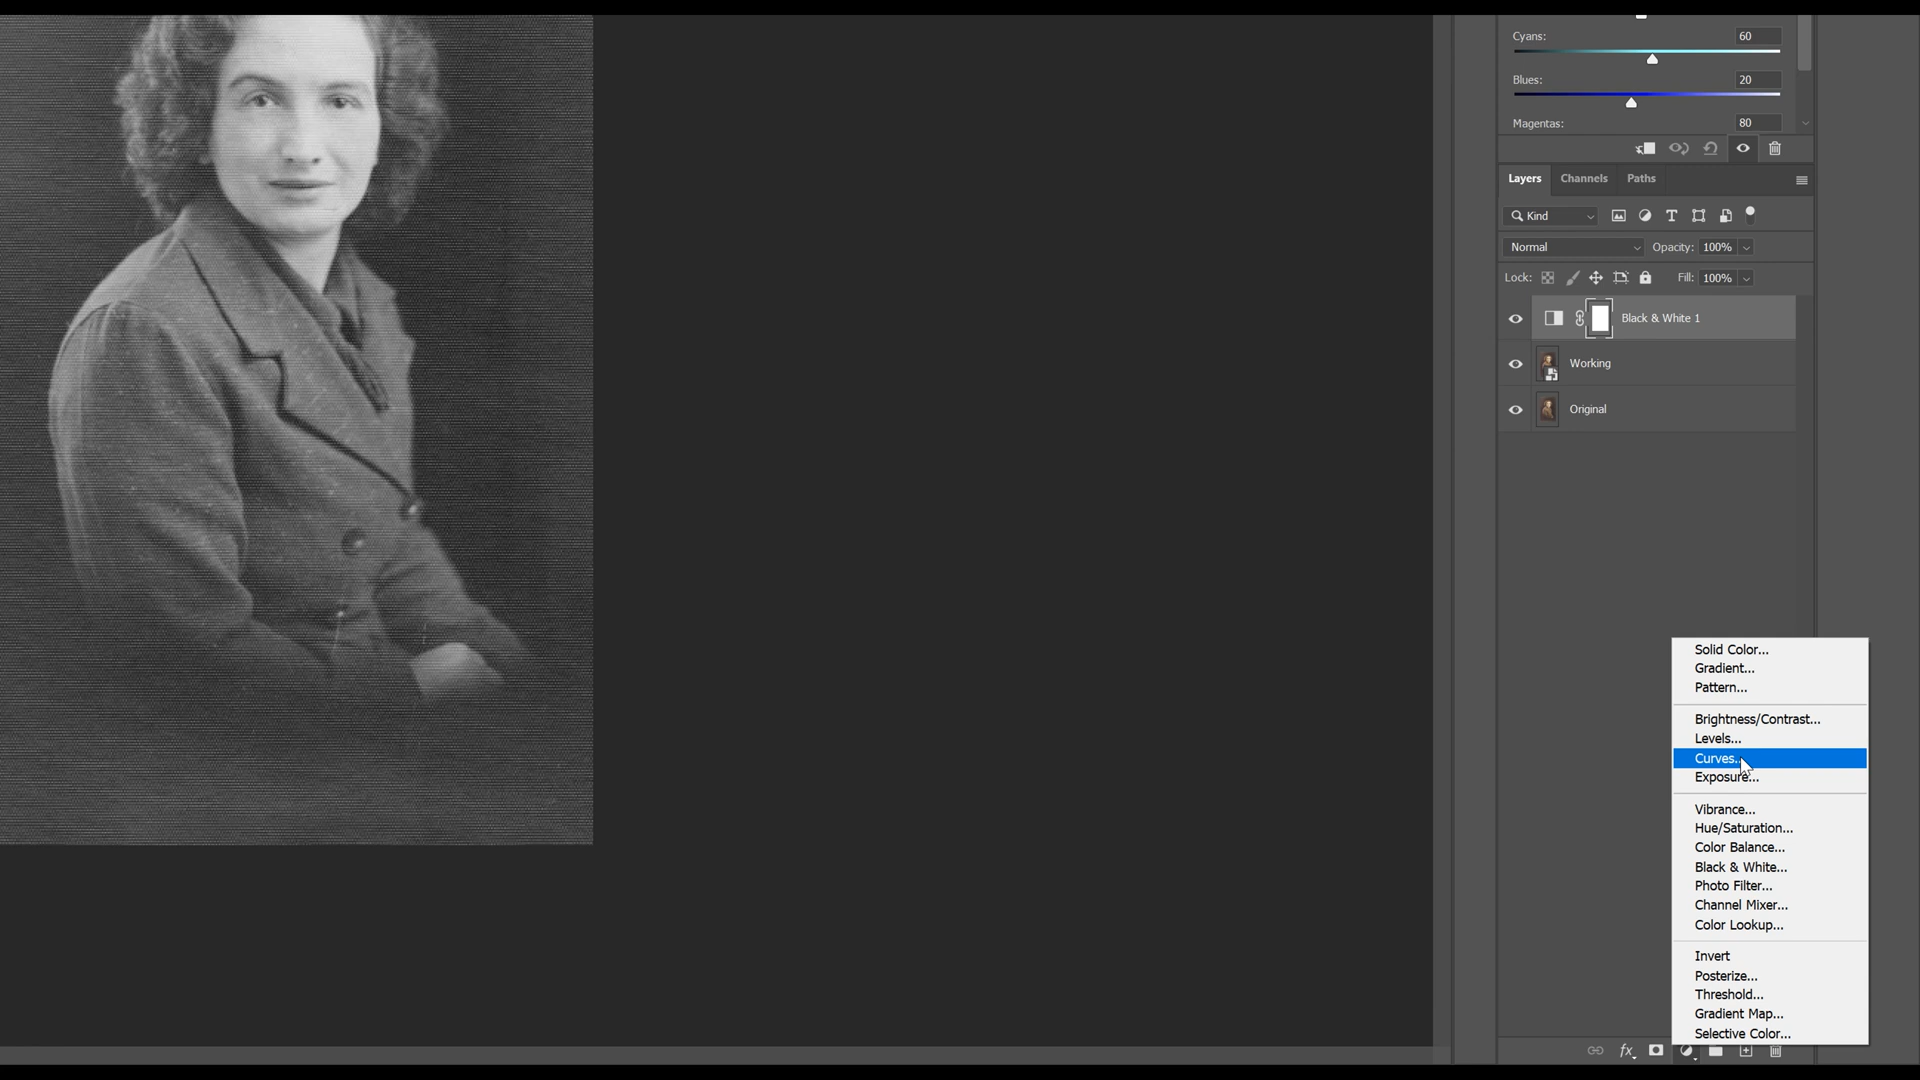 Cyans:
60
Blues:
20
Magentas:
80
Layers
Channels
Paths
Kind
Normal
Opacity:
100%
Lock:
Fill:
100%
Black & White 1
Working
Original
Solid Color...
Gradient...
Pattern...
Brightness/Contrast...
Levels...
Curves...
Exposure...
Vibrance...
Hue/Saturation...
Color Balance...
Black & White...
Photo Filter...
Channel Mixer...
Color Lookup...
Invert
Posterize...
Threshold...
Gradient Map...
Selective Color...
fx